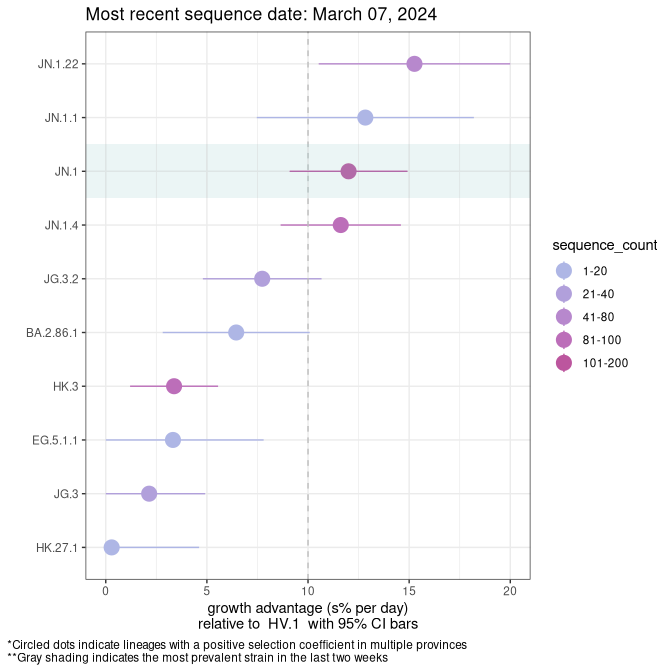 Most recent sequence date: March 07, 2024
JN.1.22
JN.1.1
JN.1
JN.1.4
JG.3.2
BA.2.86.1
HK.3
EG.5.1.1
JG.3
HK.27.1
0 5 10 15 20
growth advantage (s% per day)
relative to HV.1 with 95% CI bars
sequence_count
1-20
21-40
41-80
81-100
101-200
*Circled dots indicate lineages with a positive selection coefficient in multiple provinces
**Gray shading indicates the most prevalent strain in the last two weeks